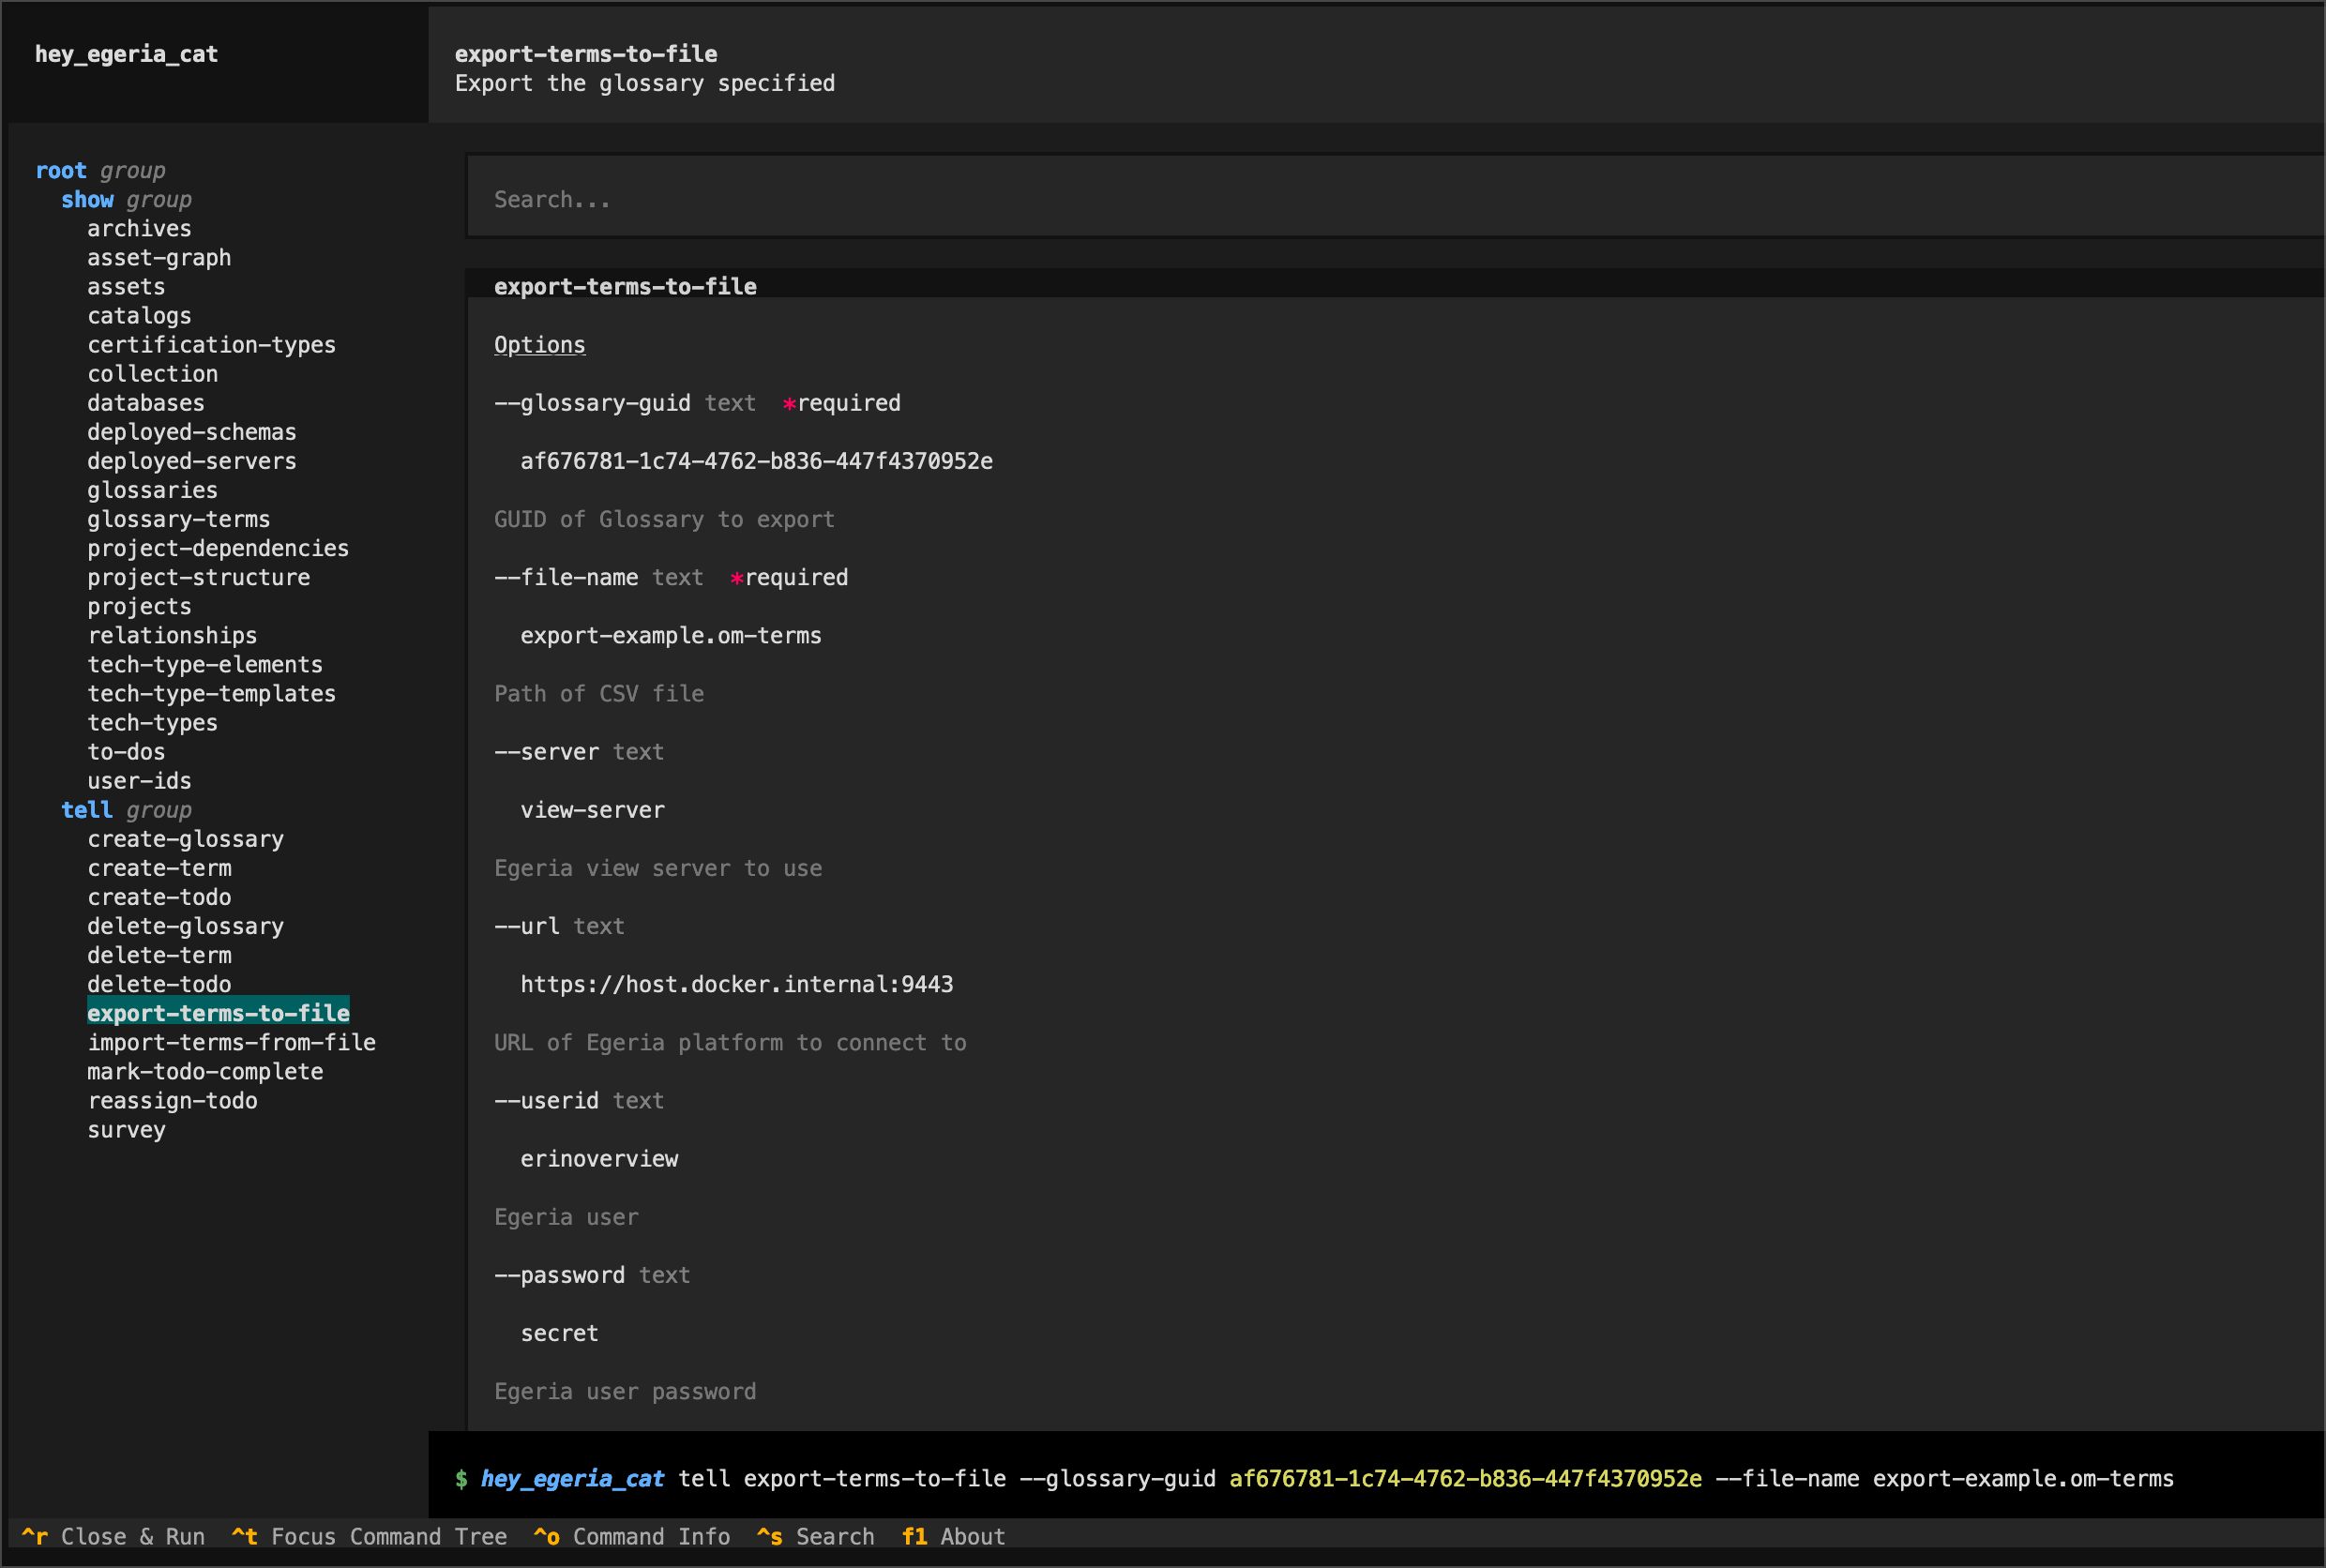 hey_egeria_cat
export-terms-to-file
Export the glossary specified
root group
show group
archives
asset-graph
assets
catalogs
certification-types
collection
databases
deployed-schemas
deployed-servers
glossaries
glossary-terms
project-dependencies
project-structure
projects
relationships
tech-type-elements
tech-type-templates
tech-types
to-dos
user-ids
tell group
create-glossary
create-term
create-todo
delete-glossary
delete-term
delete-todo
export-terms-to-file
import-terms-from-file
mark-todo-complete
reassign-todo
survey
Search...
export-terms-to-file
Options
--glossary-guid text *required
af676781-1c74-4762-b836-447f4370952e
GUID of Glossary to export
--file-name text *required
export-example.om-terms
Path of CSV file
--server text
view-server
Egeria view server to use
--url text
https://host.docker.internal:9443
URL of Egeria platform to connect to
--userid text
erinoverview
Egeria user
--password text
secret
Egeria user password
$ hey_egeria_cat tell export-terms-to-file --glossary-guid af676781-1c74-4762-b836-447f4370952e --file-name export-example.om-terms
^r Close & Run ^t Focus Command Tree ^o Command Info ^s Search f1 About